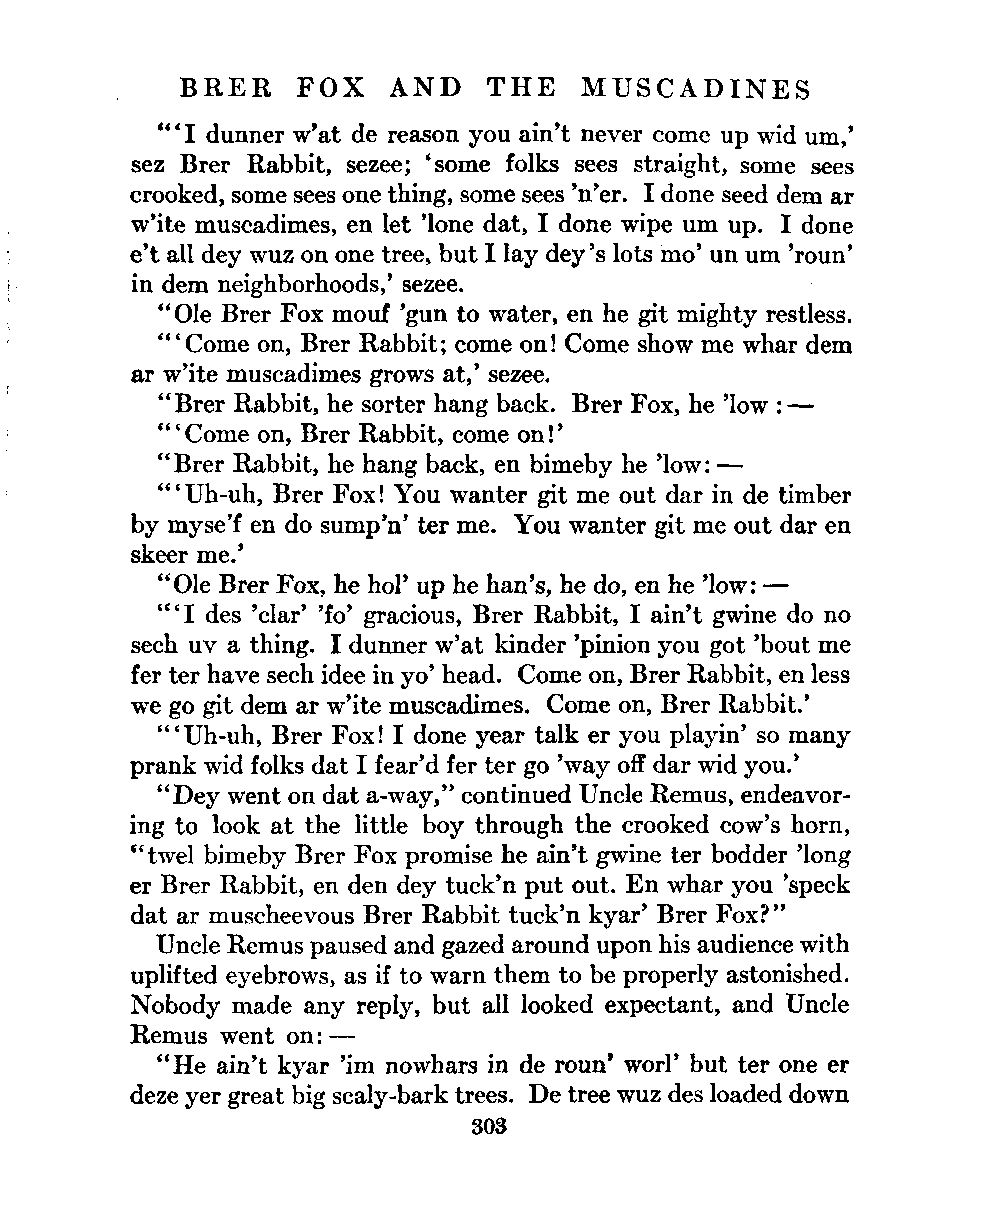 BRER FOX AND THE MUSCADINES
“‘I dunner w’at de reason you ain’t never come up wid um,’
sez Brer Rabbit, sezee; ‘some folks sees straight, some sees
crooked, some sees one thing, some sees ’n’er. I done seed dem ar
w’ite muscadimes, en let ’lone dat, I done wipe um up. I done
e’t all dey wuz on one tree, but I lay dey’s lots mo’ un um ’roun’
in dem neighborhoods,’ sezee.
“Ole Brer Fox mouf ’gun to water, en he git mighty restless.
“‘Come on, Brer Rabbit; come on! Come show me whar dem
ar w’ite muscadimes grows at,’ sezee.
“Brer Rabbit, he sorter hang back. Brer Fox, he ’low : —
“‘Come on, Brer Rabbit, come on!’
“Brer Rabbit, he hang back, en bimeby he ’low: —
“‘Uh-uh, Brer Fox! You wanter git me out dar in de timber
by myse’f en do sump’n’ ter me. You wanter git me out dar en
skeer me.’
“Ole Brer Fox, he hol’ up he han’s, he do, en he ’low: —
“‘I des ’clar’ ’fo’ gracious, Brer Rabbit, I ain’t gwine do no
sech uv a thing. I dunner w’at kinder ’pinion you got ’bout me
fer ter have sech idee in yo’ head. Come on, Brer Rabbit, en less
we go git dem ar w’ite muscadimes. Come on, Brer Rabbit.’
“‘Uh-uh, Brer Fox! I done year talk er you playin’ so many
prank wid folks dat I fear’d fer ter go ’way off dar wid you.’
“Dey went on dat a-way,” continued Uncle Remus, endeavor-
ing to look at the little boy through the crooked cow’s horn,
“twel bimeby Brer Fox promise he ain’t gwine ter bodder ’long
er Brer Rabbit, en den dey tuck’n put out. En whar you ’speck
dat ar muscheevous Brer Rabbit tuck’n kyar’ Brer Fox?”
Uncle Remus paused and gazed around upon his audience with
uplifted eyebrows, as if to warn them to be properly astonished.
Nobody made any reply, but all looked expectant, and Uncle
Remus went on: —
“He ain’t kyar ’im nowhars in de roun’ worl’ but ter one er
deze yer great big scaly-bark trees. De tree wuz des loaded down
303